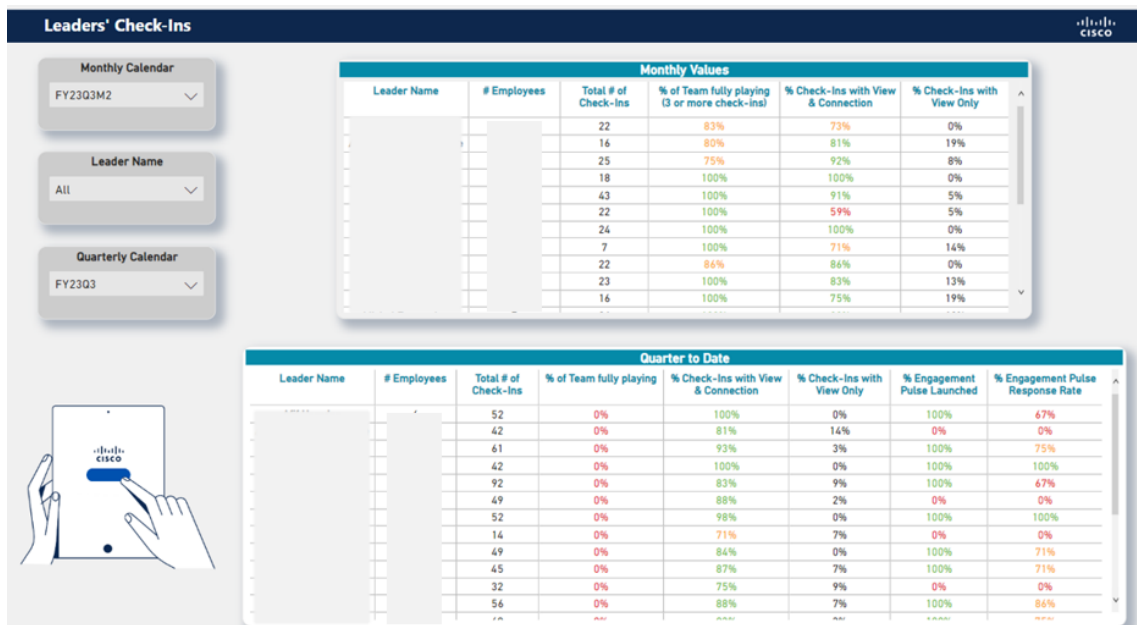 Leaders' Check-Ins
CISCO
Monthly Calendar
FY23Q3M2
Leader Name
All
Quarterly Calendar
FY23Q3
Monthly Values
Leader Name # Employees Total # of Check-Ins % of Team fully playing (3 or more check-ins) % Check-Ins with View & Connection % Check-Ins with View Only
22 83% 73% 0%
16 80% 81% 19%
25 75% 92% 8%
18 100% 100% 0%
43 100% 91% 5%
22 100% 59% 5%
24 100% 100% 0%
7 100% 71% 14%
22 86% 86% 0%
23 100% 83% 13%
16 100% 75% 19%
Quarter to Date
Leader Name # Employees Total # of Check-Ins % of Team fully playing % Check-Ins with View & Connection % Check-Ins with View Only % Engagement Pulse Launched % Engagement Pulse Response Rate
52 0% 100% 0% 100% 67%
42 0% 81% 14% 0% 0%
61 0% 93% 3% 100% 75%
42 0% 100% 0% 100% 100%
92 0% 83% 9% 100% 67%
49 0% 88% 2% 0% 0%
52 0% 98% 0% 100% 100%
14 0% 71% 7% 0% 0%
49 0% 84% 0% 100% 71%
45 0% 87% 7% 100% 71%
32 0% 75% 9% 0% 0%
56 0% 88% 7% 100% 86%
CISCO